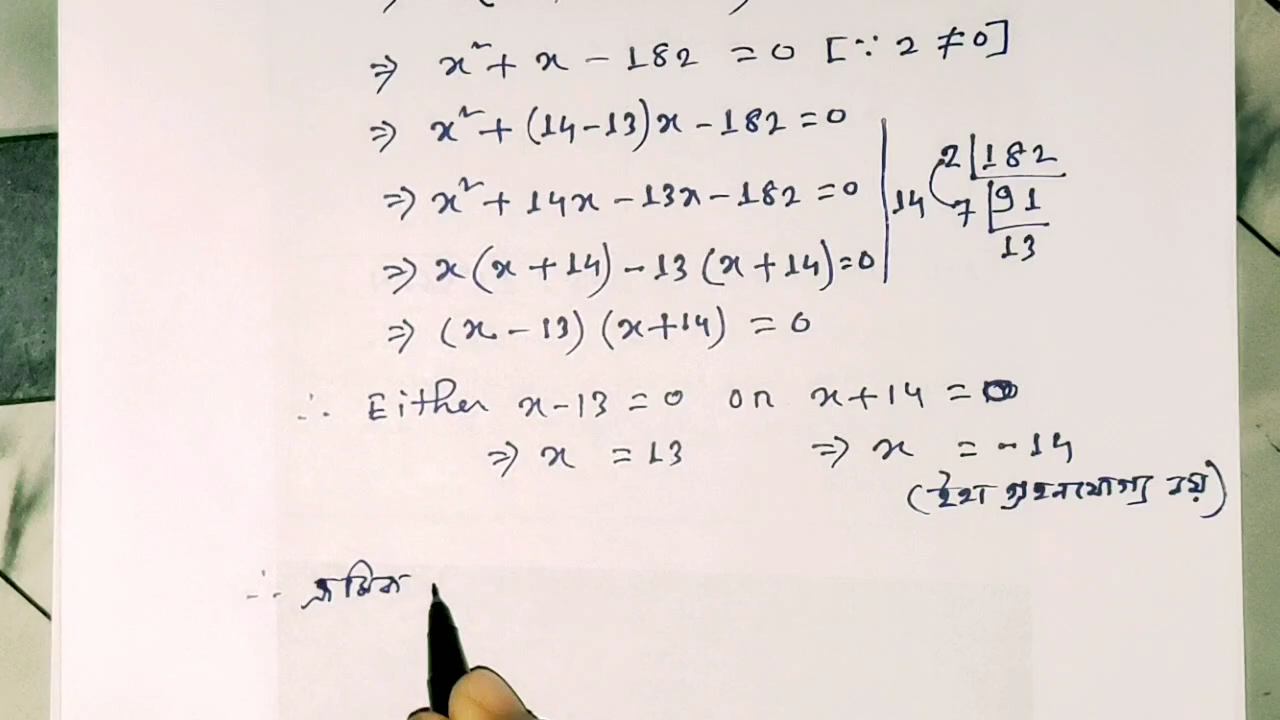 ⇒ x² + x − 182 = 0 [∵ 2 ≠ 0]
⇒ x² + (14−13)x − 182 = 0
⇒ x² + 14x − 13x − 182 = 0
⇒ x(x + 14) − 13(x + 14) = 0
⇒ (x − 13)(x + 14) = 0
2 | 182
14 7 | 91
13
∴ Either x − 13 = 0 or x + 14 = 0
⇒ x = 13 ⇒ x = −14
(ইহা গ্রহনযোগ্য নয়)
∴ ক্রমিক